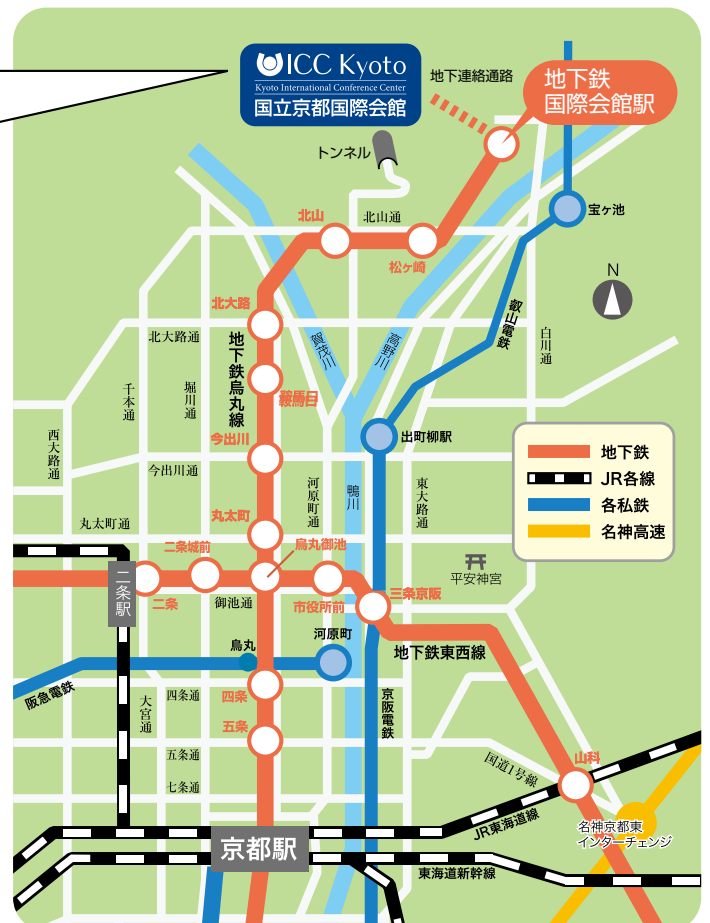 ICC Kyoto
Kyoto International Conference Center
国立京都国際会館
地下連絡通路
地下鉄
国際会館駅
トンネル
宝ヶ池
北山
北山通
松ヶ崎
N
北大路
叡山電鉄
北大路通
地下鉄烏丸線
賀茂川
高野川
白川通
千本通
堀川通
鞍馬口
西大路通
今出川
出町柳駅
今出川通
河原町通
鴨川
東大路通
地下鉄
JR各線
各私鉄
名神高速
丸太町
丸太町通
二条城前
烏丸御池
平安神宮
二条駅
二条
御池通
市役所前
三条京阪
烏丸
河原町
地下鉄東西線
阪急電鉄
大宮通
四条通
四条
京阪電鉄
五条
五条通
国道1号線
山科
七条通
JR東海道線
名神京都東
インターチェンジ
京都駅
東海道新幹線